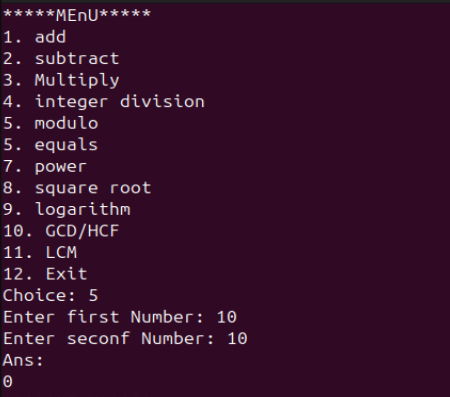 *****MEnU*****
1. add
2. subtract
3. Multiply
4. integer division
5. modulo
5. equals
7. power
8. square root
9. logarithm
10. GCD/HCF
11. LCM
12. Exit
Choice: 5
Enter first Number: 10
Enter seconf Number: 10
Ans:
0